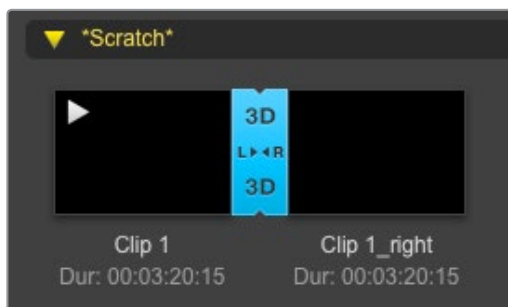 *Scratch*
3D
L R
3D
Clip 1
Clip 1_right
Dur: 00:03:20:15
Dur: 00:03:20:15